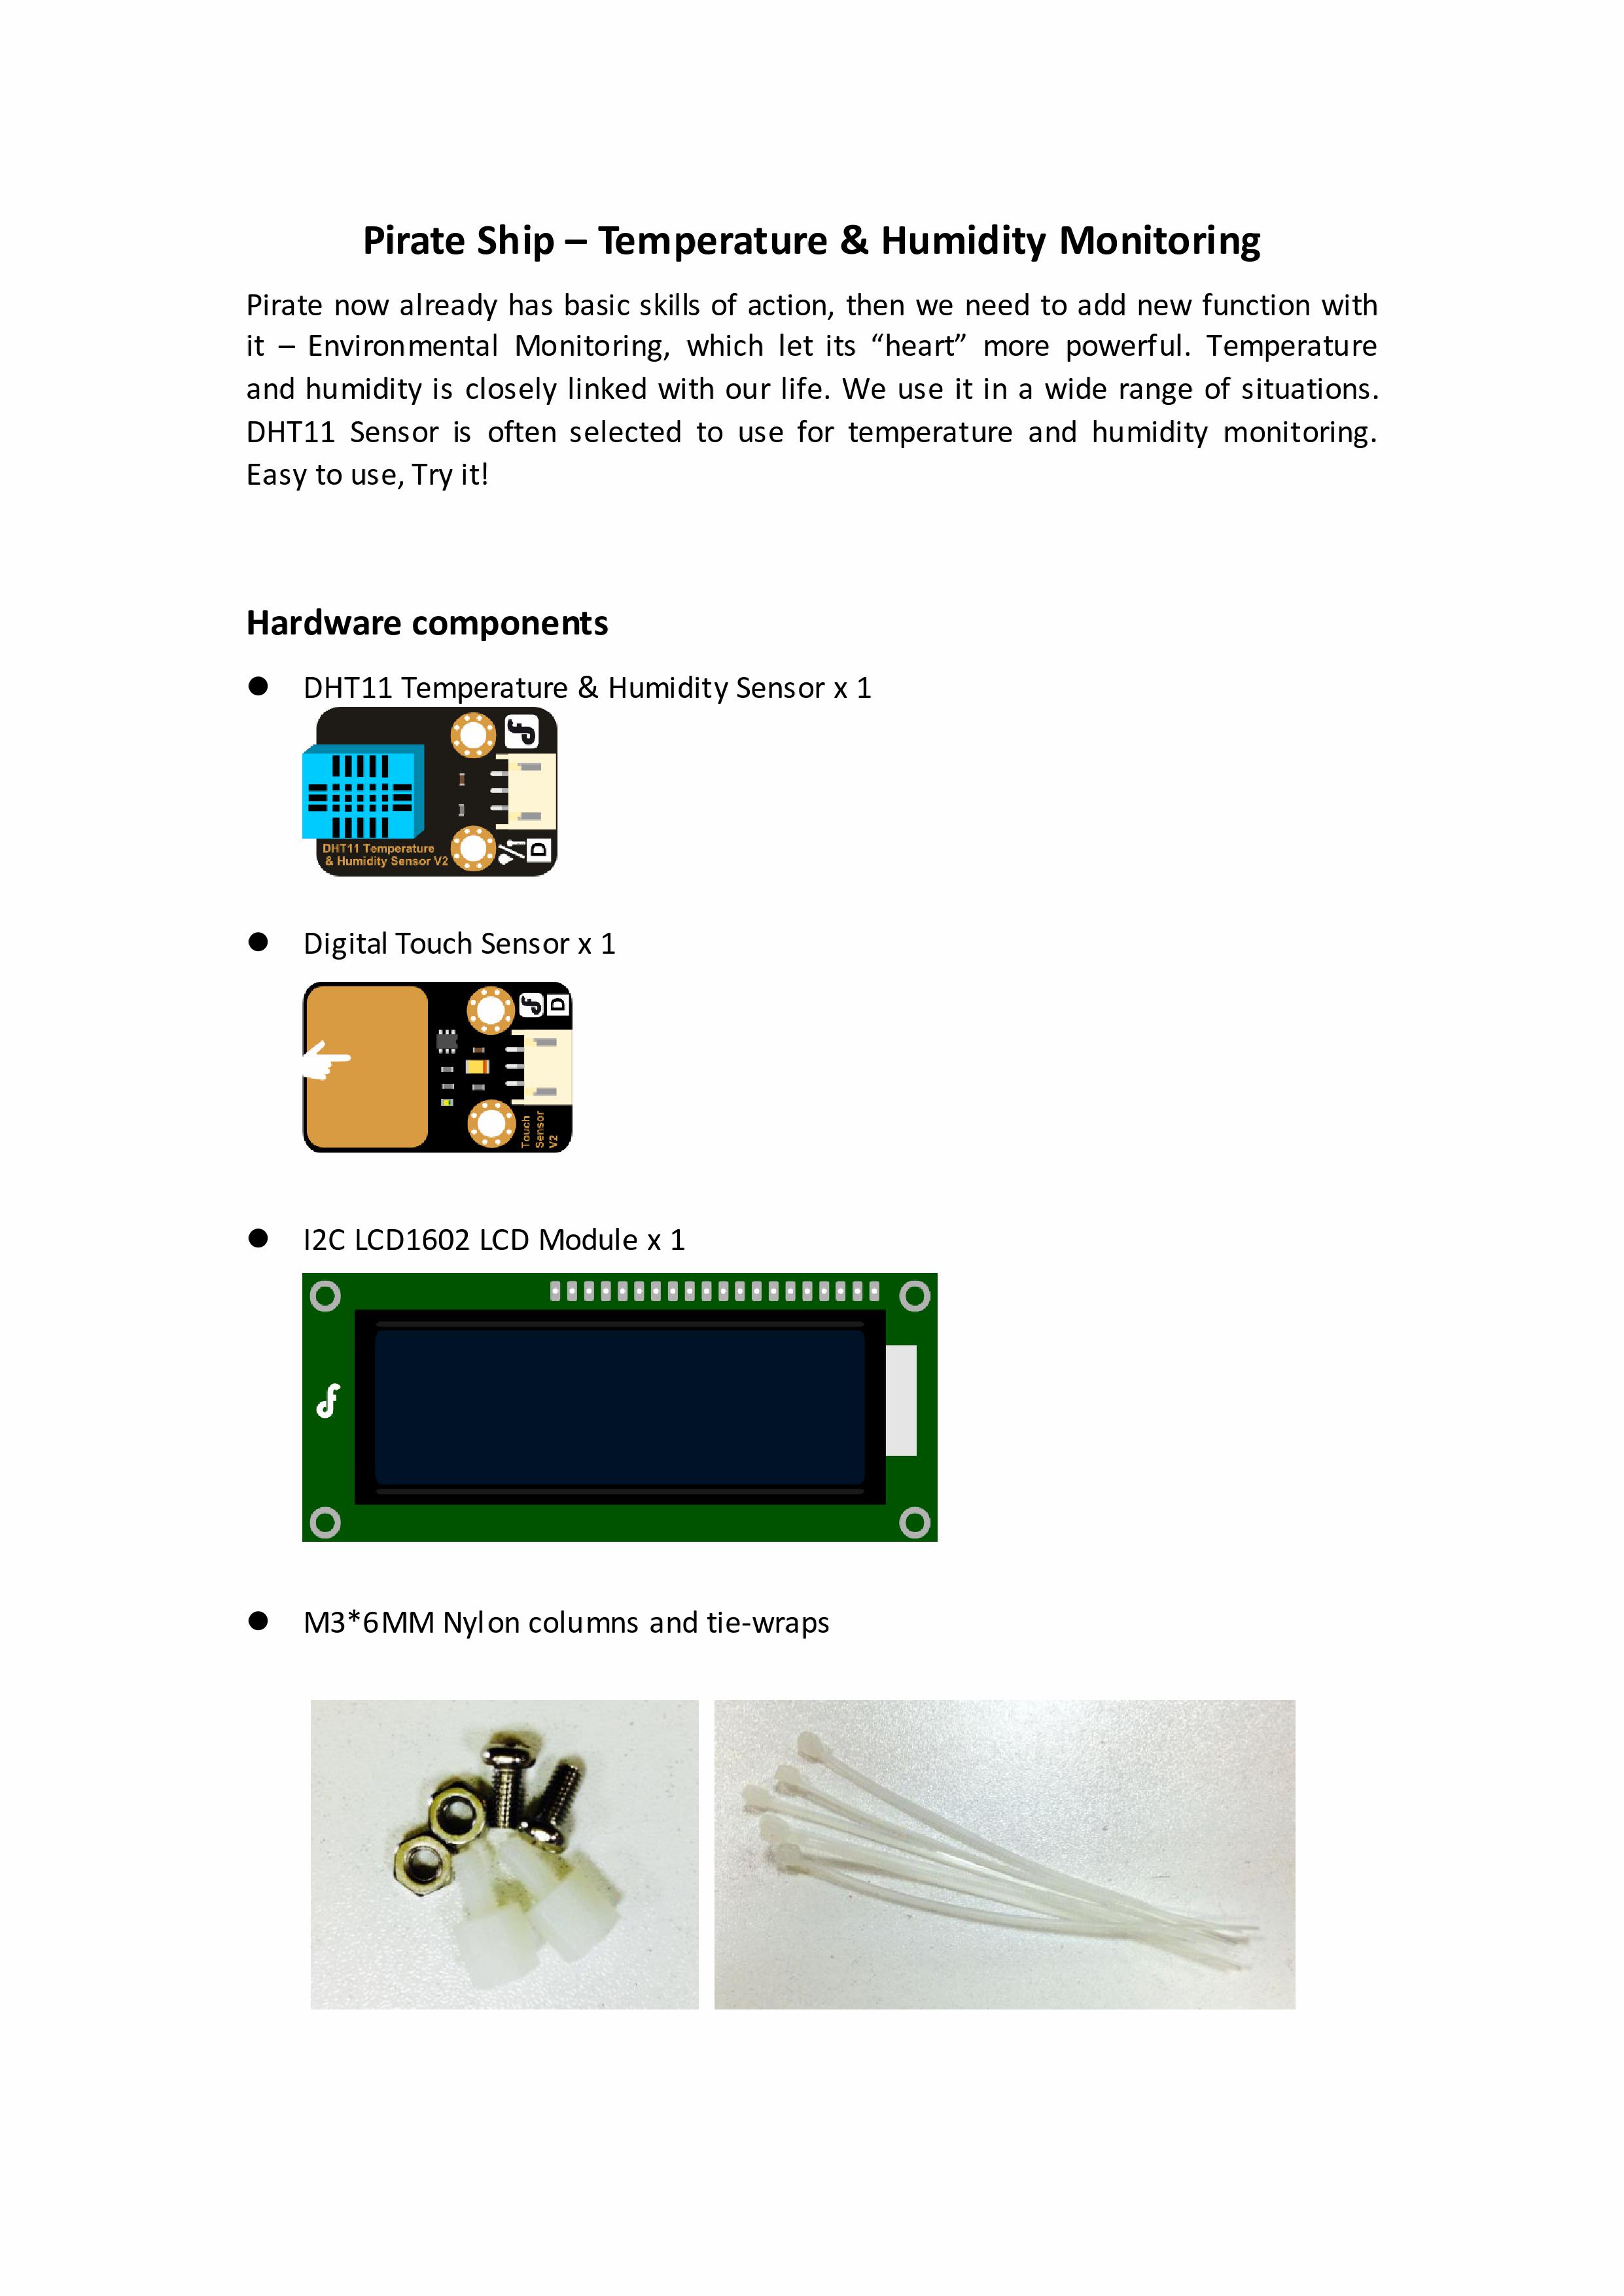 Pirate Ship – Temperature & Humidity Monitoring
Pirate now already has basic skills of action, then we need to add new function with
it – Environmental Monitoring, which let its “heart” more powerful. Temperature
and humidity is closely linked with our life. We use it in a wide range of situations.
DHT11 Sensor is often selected to use for temperature and humidity monitoring.
Easy to use, Try it!
Hardware components
● DHT11 Temperature & Humidity Sensor x 1
DHT11 Temperature
& Humidity Sensor V2
D
● Digital Touch Sensor x 1
D
Touch
Sensor
V2
● I2C LCD1602 LCD Module x 1
● M3*6MM Nylon columns and tie-wraps